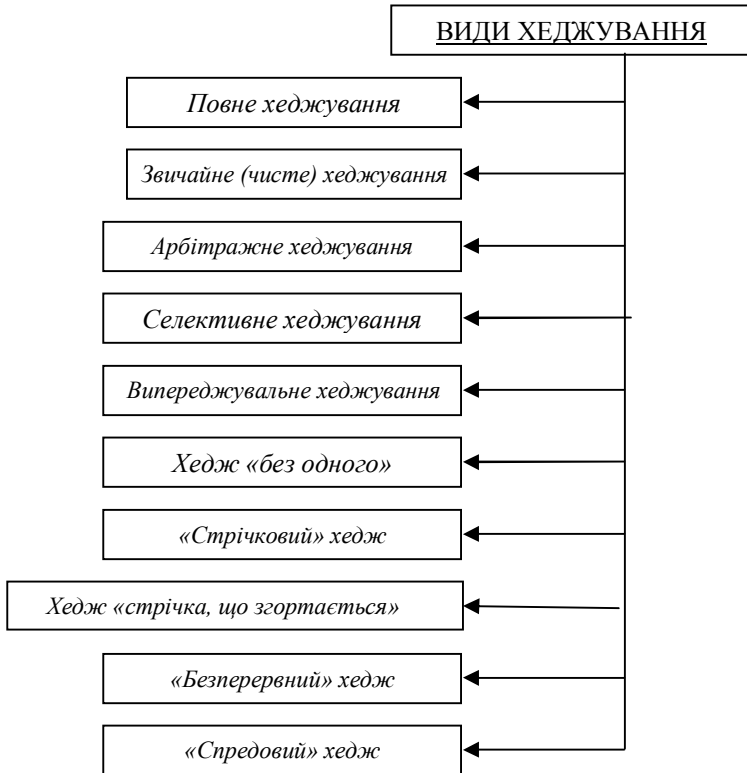 ВИДИ ХЕДЖУВАННЯ
Повне хеджування
Звичайне (чисте) хеджування
Арбітражне хеджування
Селективне хеджування
Випереджувальне хеджування
Хедж «без одного»
«Стрічковий» хедж
Хедж «стрічка, що згортається»
«Безперервний» хедж
«Спредовий» хедж